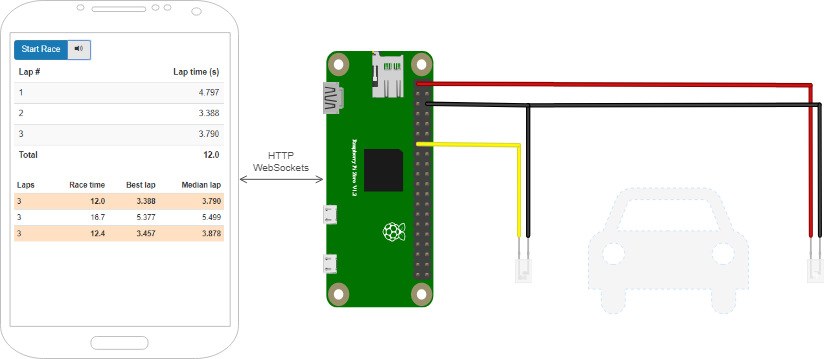 Start Race
Lap # Lap time (s)
1 4.797
2 3.388
3 3.790
Total 12.0
Laps Race time Best lap Median lap
3 12.0 3.388 3.790
3 16.7 5.377 5.499
3 12.4 3.457 3.878
HTTP
WebSockets
Raspberry Pi Zero V1.3